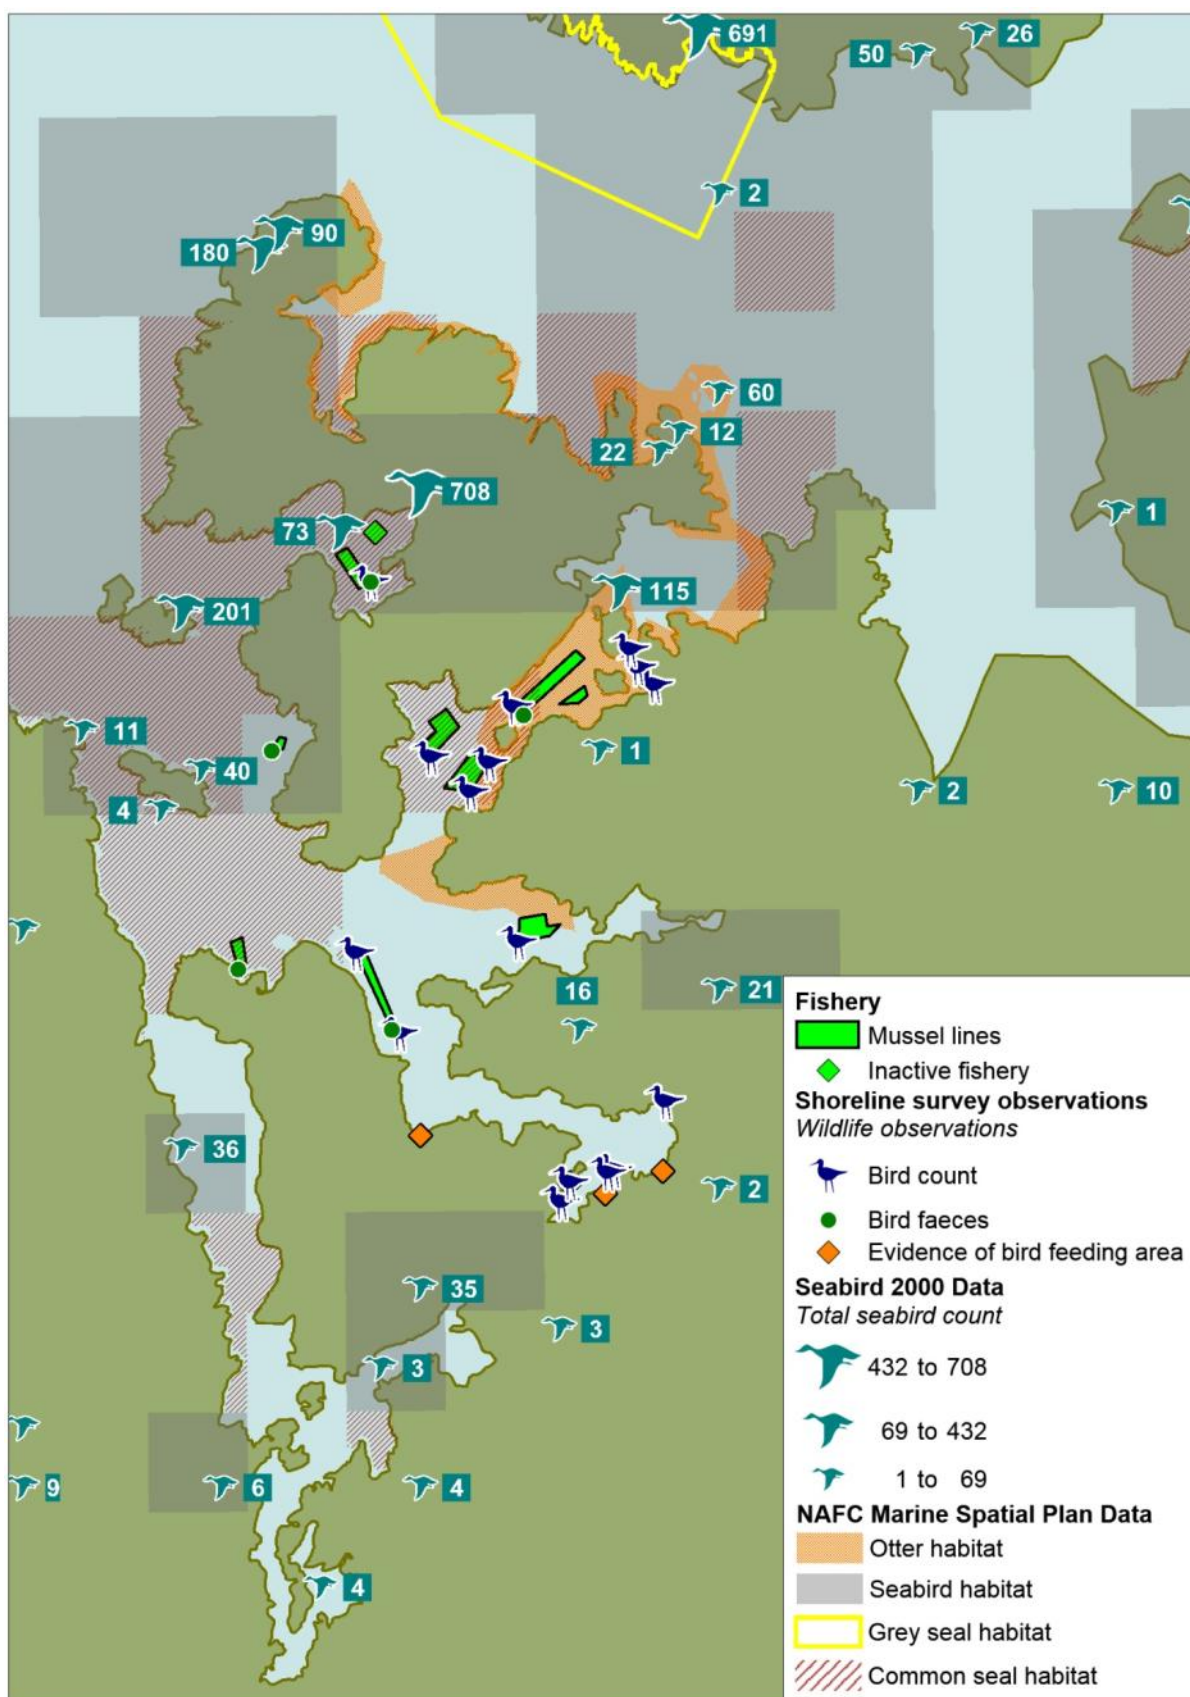 691
26
50
2
90
180
60
12
22
708
73
1
201
115
11
40
1
2
10
4
16
21
36
2
35
3
3
9
6
4
4
Fishery
Mussel lines
Inactive fishery
Shoreline survey observations
Wildlife observations
Bird count
Bird faeces
Evidence of bird feeding area
Seabird 2000 Data
Total seabird count
432 to 708
69 to 432
1 to 69
NAFC Marine Spatial Plan Data
Otter habitat
Seabird habitat
Grey seal habitat
Common seal habitat